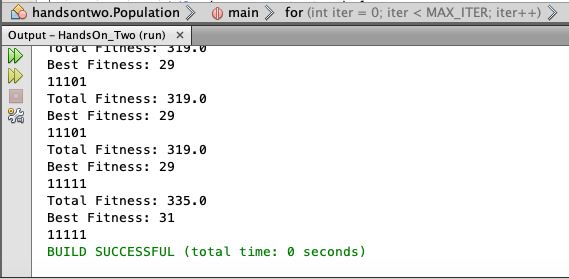 handsontwo.Population main for (int iter = 0; iter < MAX_ITER; iter++)
Output – HandsOn_Two (run) ×
Total Fitness: 319.0
Best Fitness: 29
11101
Total Fitness: 319.0
Best Fitness: 29
11101
Total Fitness: 319.0
Best Fitness: 29
11111
Total Fitness: 335.0
Best Fitness: 31
11111
BUILD SUCCESSFUL (total time: 0 seconds)